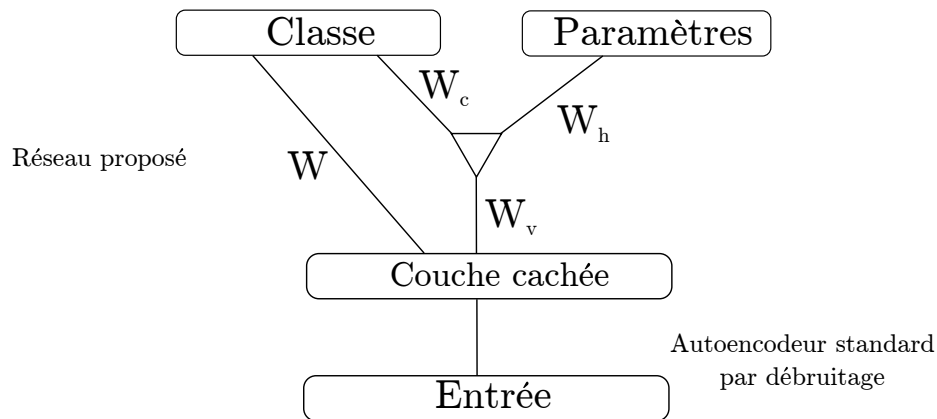 Classe
Paramètres
W_c
W_h
Réseau proposé
W
W_v
Couche cachée
Autoencodeur standard
par débruitage
Entrée